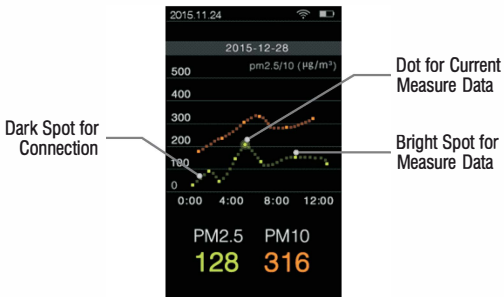 2015.11.24
2015-12-28
pm2.5/10 (μg/m³)
500
400
300
200
100
0
0:00 4:00 8:00 12:00
PM2.5 PM10
128 316
Dark Spot for
Connection
Dot for Current
Measure Data
Bright Spot for
Measure Data